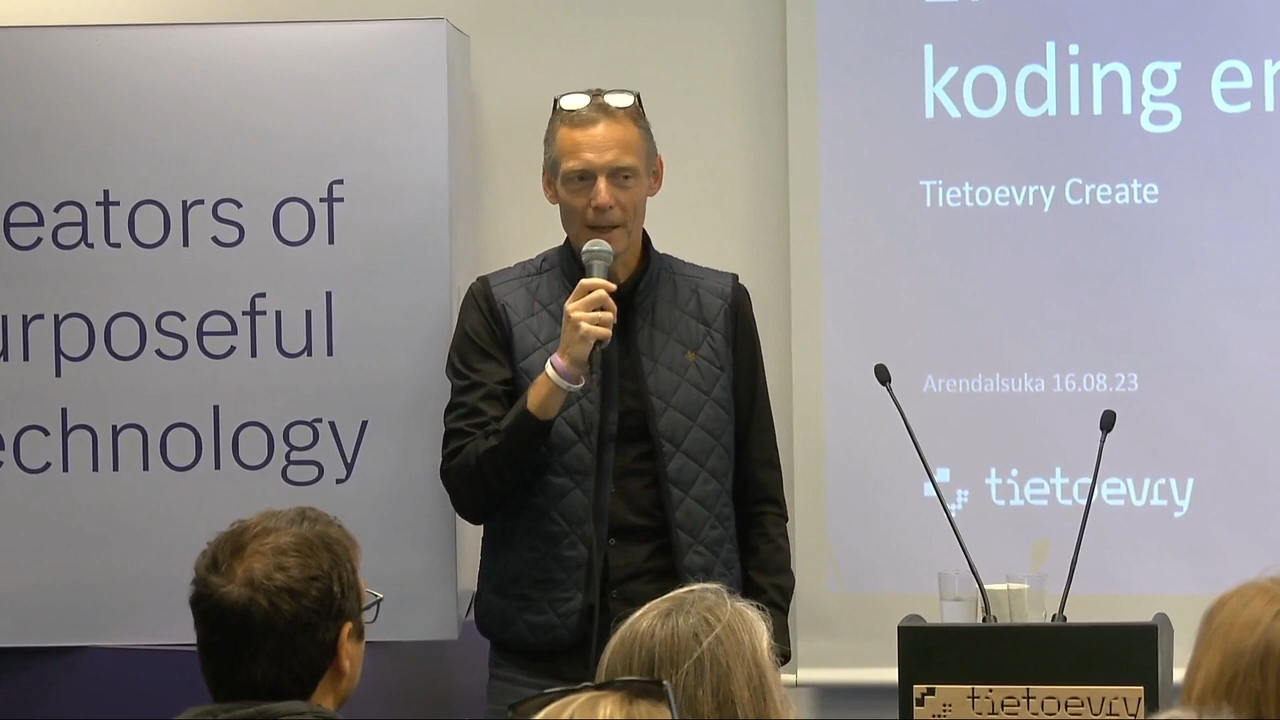 eators of
urposeful
echnology
koding er
Tietoevry Create
Arendalsuka 16.08.23
tietoevry
tietoevry